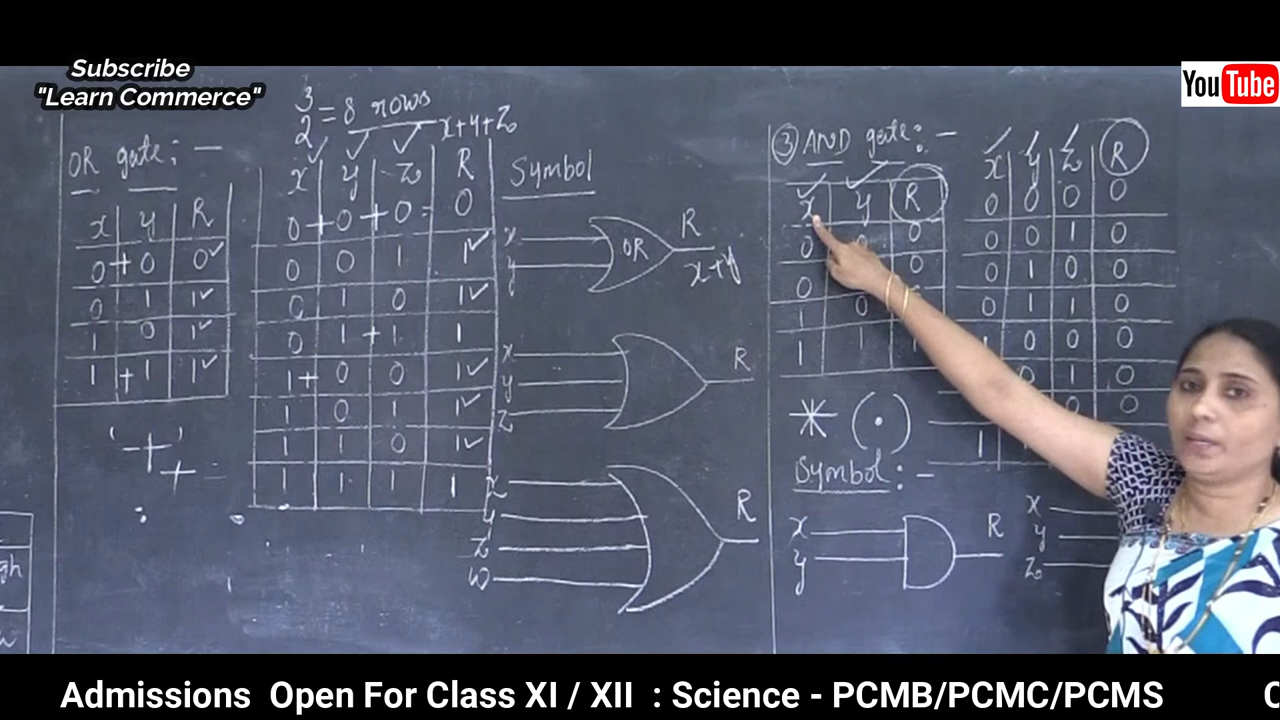 Subscribe
"Learn Commerce"
YouTube
OR gate : -
x y R
0 + 0 0
0 1 1
1 0 1
1 + 1 1
'+'
+
2³ = 8 rows
x+y+z
x y z R
0 + 0 + 0 = 0
0 0 1 1
0 1 0 1
0 1 + 1 1
1 + 0 0 1
1 0 1 1
1 1 0 1
1 1 1 1
Symbol
x
y
OR
R
x+y
x
y
z
R
x
y
z
w
R
③ AND gate : -
x y R
0 0
0 0
1 0
1 1
x y z R
0 0 0 0
0 0 1 0
0 1 0 0
0 1 1 0
1 0 0 0
0 1 0
0 0
1
* (·)
Symbol : -
x
y
R
x
y
z
gh
w
Admissions Open For Class XI / XII : Science - PCMB/PCMC/PCMS